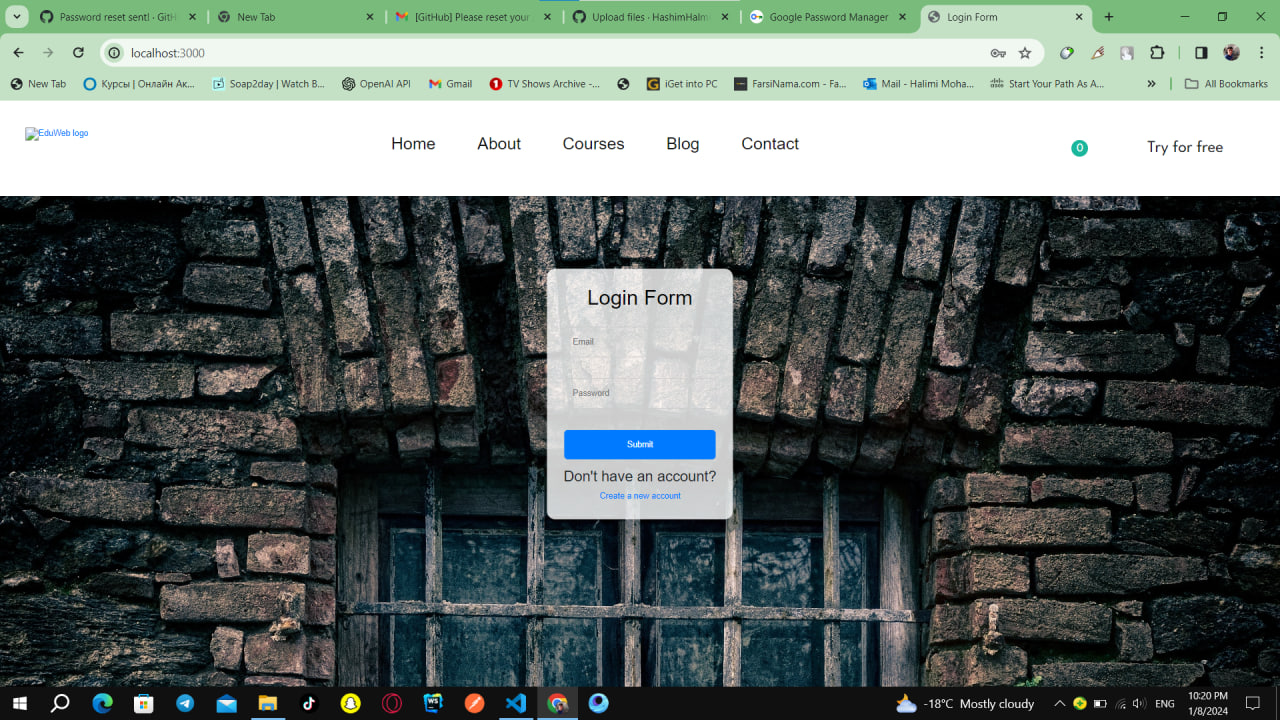 Password reset sent! · GitH
New Tab
[GitHub] Please reset your
Upload files · HashimHalm
Google Password Manager
Login Form
localhost:3000
New Tab
Курсы | Онлайн Ак...
Soap2day | Watch B...
OpenAI API
Gmail
TV Shows Archive -...
iGet into PC
FarsiNama.com - Fa...
Mail - Halimi Moha...
Start Your Path As A...
»
All Bookmarks
EduWeb logo
Home
About
Courses
Blog
Contact
0
Try for free
Login Form
Email
Password
Submit
Don't have an account?
Create a new account
-18°C Mostly cloudy
ENG
10:20 PM
1/8/2024